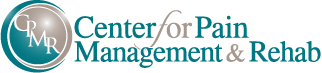 CPMR
Center for Pain
Management & Rehab